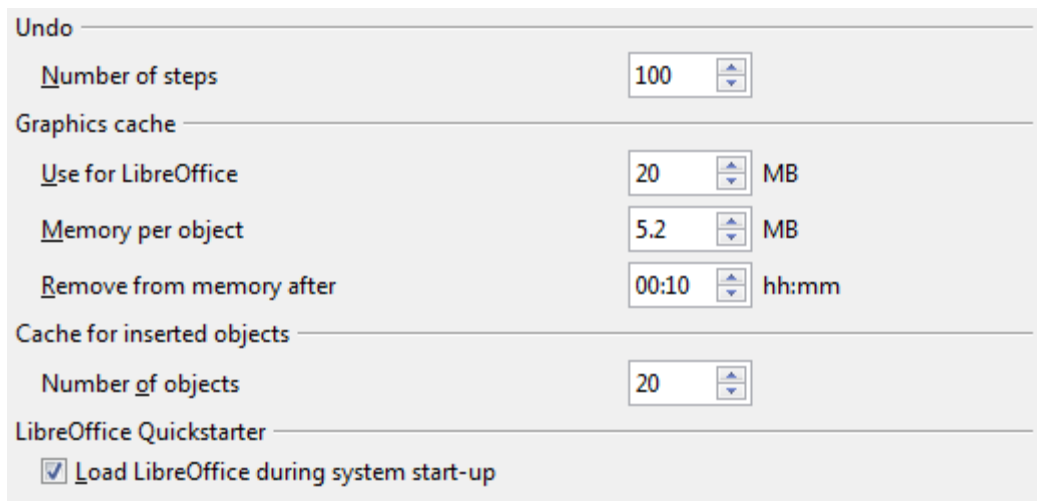 Undo
Number of steps 100
Graphics cache
Use for LibreOffice 20 MB
Memory per object 5.2 MB
Remove from memory after 00:10 hh:mm
Cache for inserted objects
Number of objects 20
LibreOffice Quickstarter
Load LibreOffice during system start-up